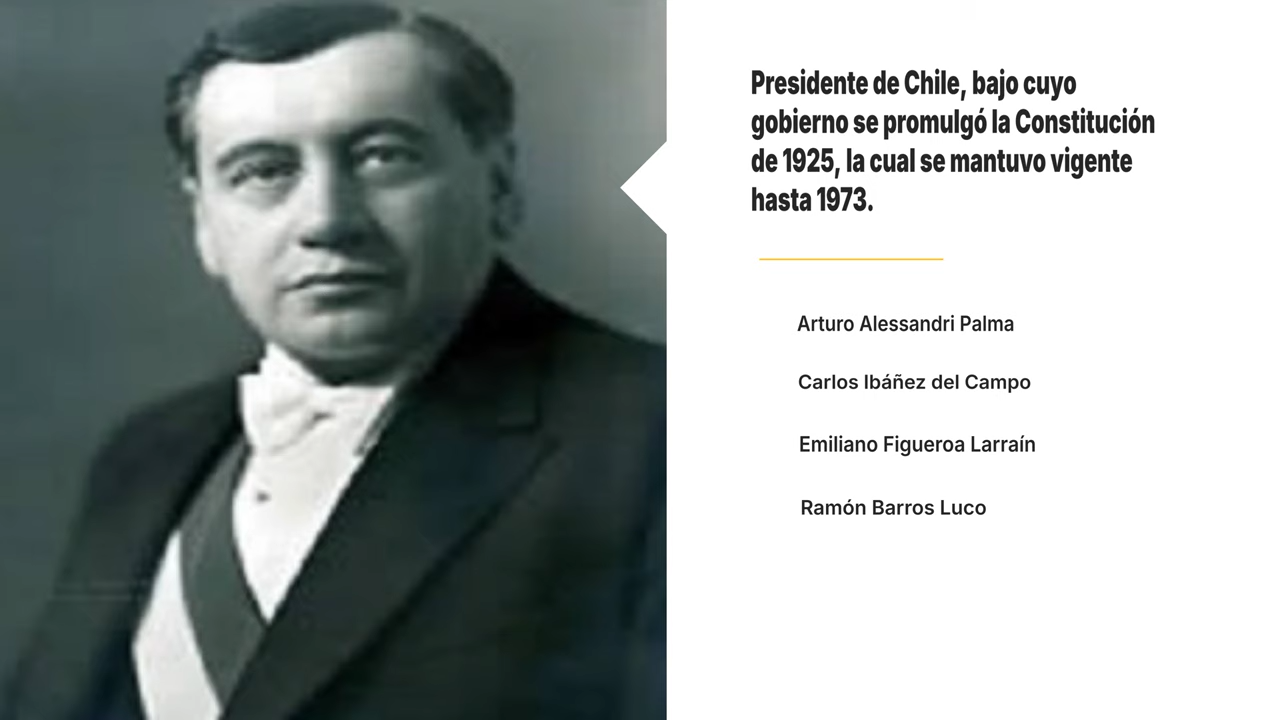 Presidente de Chile, bajo cuyo
gobierno se promulgó la Constitución
de 1925, la cual se mantuvo vigente
hasta 1973.
Arturo Alessandri Palma
Carlos Ibáñez del Campo
Emiliano Figueroa Larraín
Ramón Barros Luco